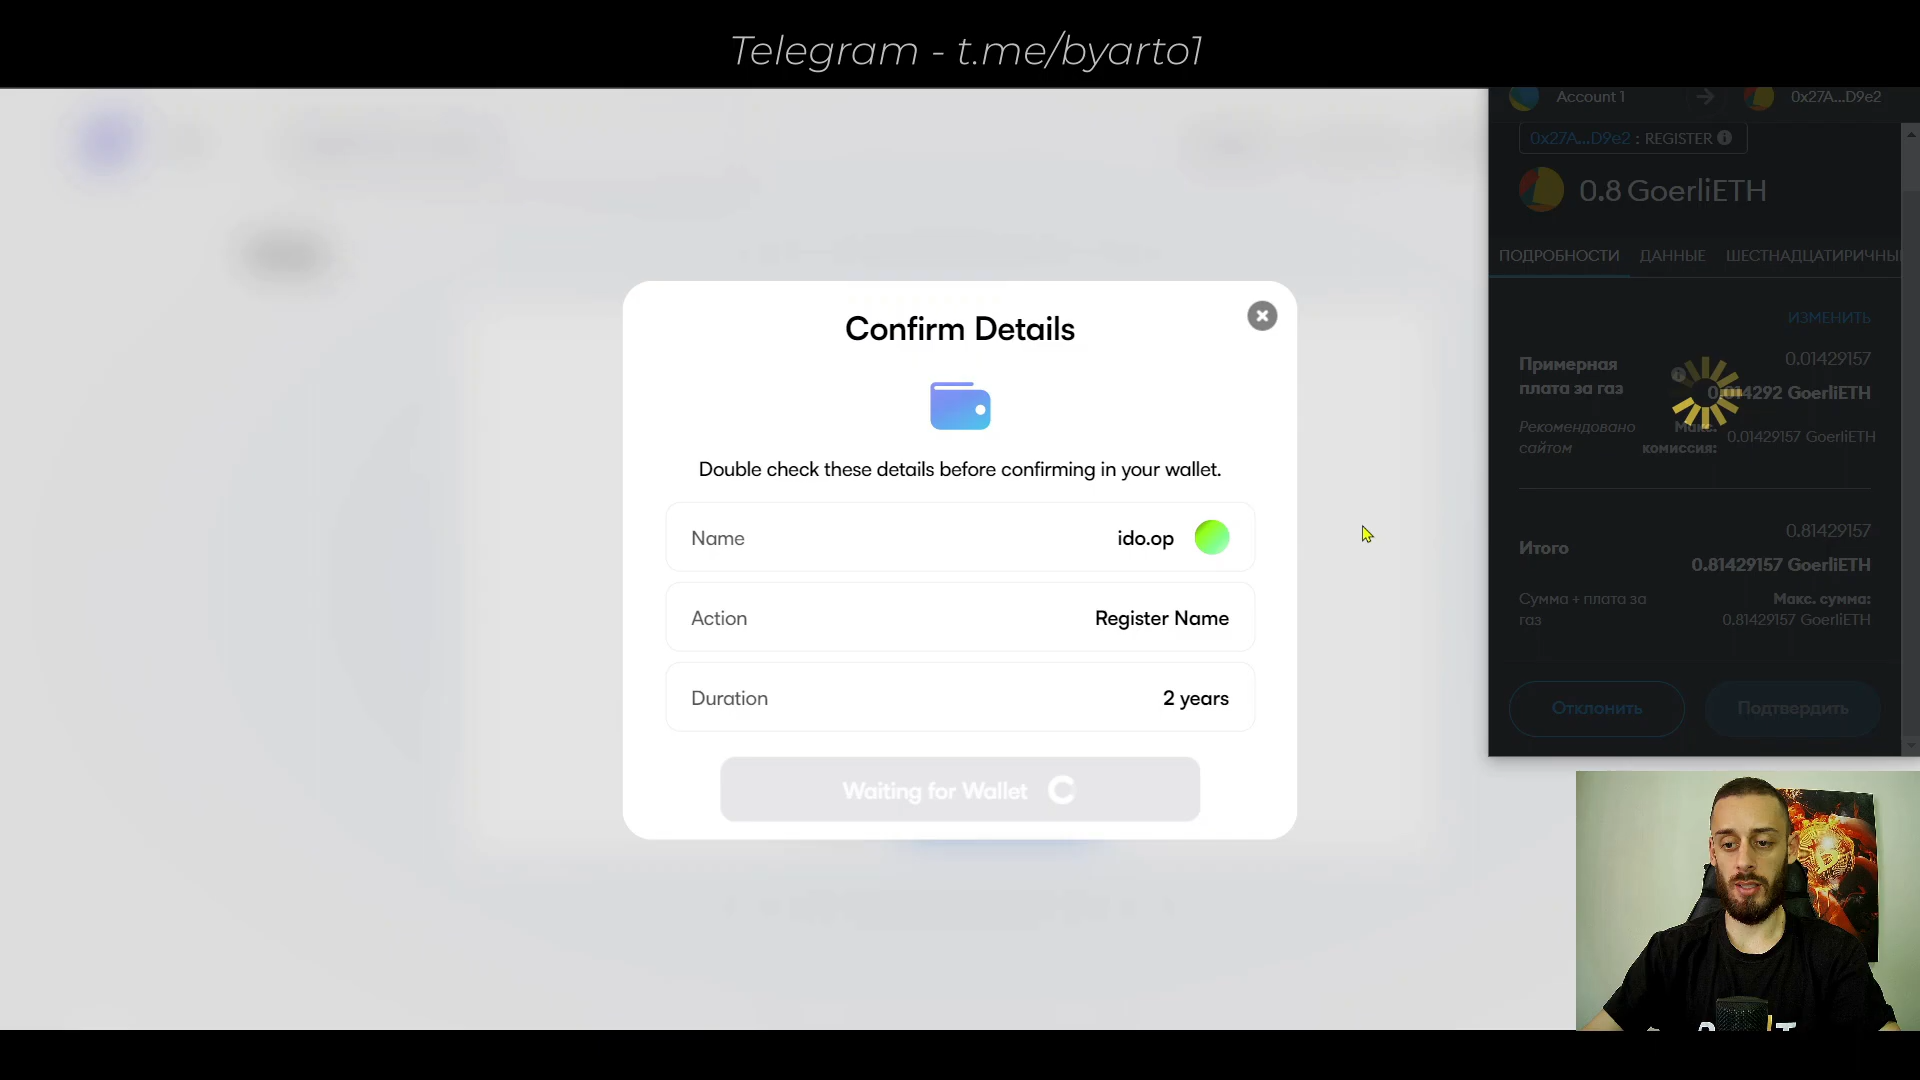 Telegram - t.me/byarto1
Account 1
0x27A...D9e2
0x27A...D9e2 : REGISTER
0.8 GoerliETH
ПОДРОБНОСТИ
ДАННЫЕ
ШЕСТНАДЦАТИРИЧНЫ
ИЗМЕНИТЬ
Примерная
плата за газ
0.01429157
0.014292 GoerliETH
Рекомендовано
сайтом
Макс.
комиссия:
0.01429157 GoerliETH
Итого
0.81429157
0.81429157 GoerliETH
Сумма + плата за
газ
Макс. сумма:
0.81429157 GoerliETH
Отклонить
Подтвердить
Confirm Details
Double check these details before confirming in your wallet.
Name
ido.op
Action
Register Name
Duration
2 years
Waiting for Wallet